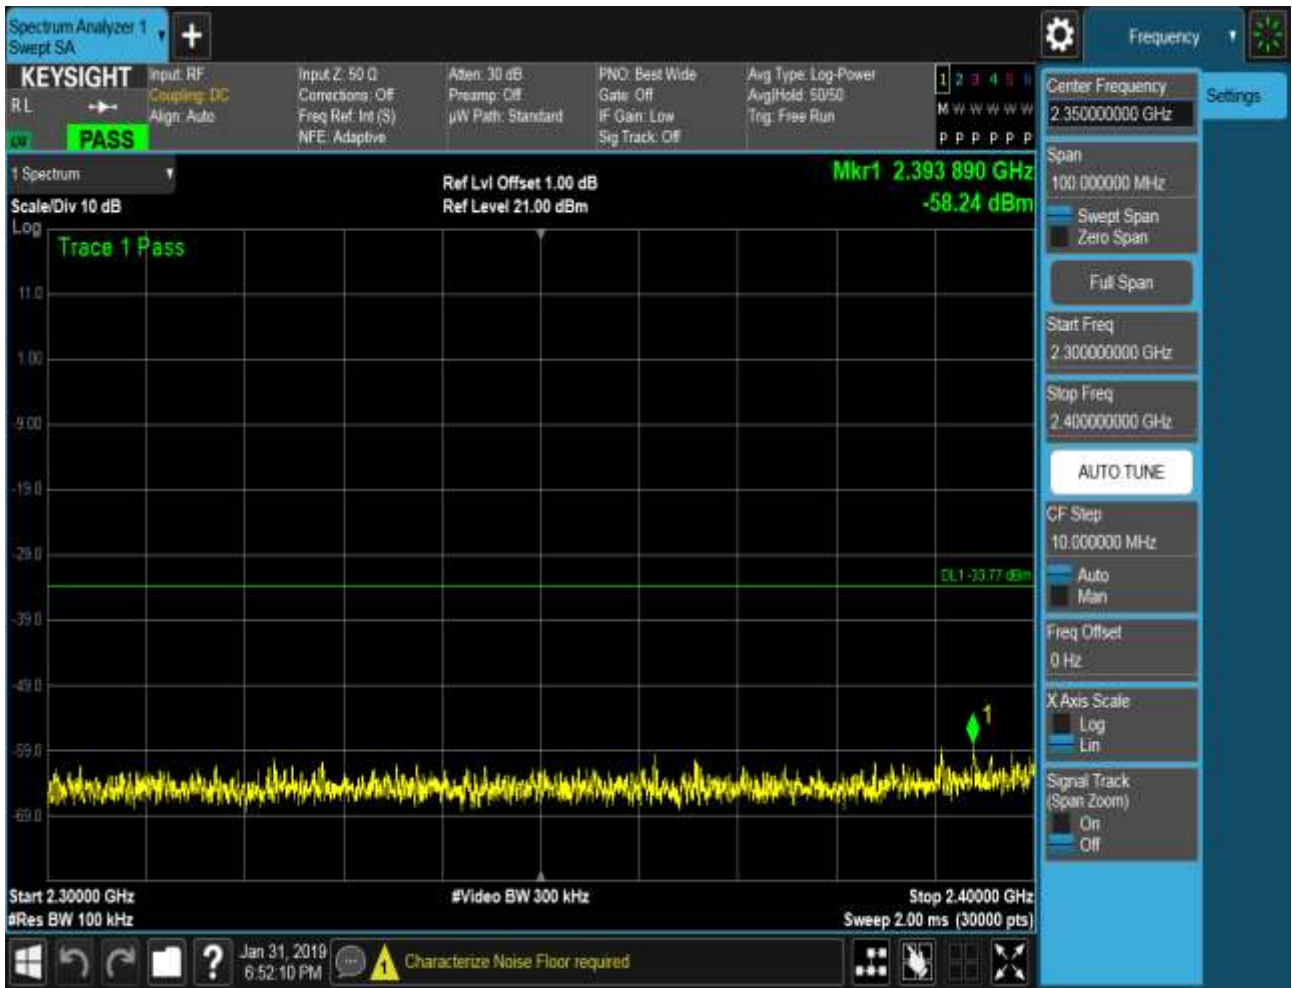 Spectrum Analyzer 1
Swept SA
Frequency
KEYSIGHT
R L
PASS
Input: RF
Coupling: DC
Align: Auto
Input Z: 50 Ω
Corrections: Off
Freq Ref: Int (S)
NFE: Adaptive
Atten: 30 dB
Preamp: Off
µW Path: Standard
PNO: Best Wide
Gate: Off
IF Gain: Low
Sig Track: Off
Avg Type: Log-Power
Avg|Hold: 50/50
Trig: Free Run
1 2 3 4 5 6
M W W W W W
P P P P P P
1 Spectrum
Scale/Div 10 dB
Log
Ref Lvl Offset 1.00 dB
Ref Level 21.00 dBm
Mkr1 2.393 890 GHz
-58.24 dBm
Trace 1 Pass
11.0
1.00
-9.00
-19.0
-29.0
DL1 -33.77 dBm
-39.0
-49.0
1
-59.0
-69.0
Start 2.30000 GHz
#Res BW 100 kHz
#Video BW 300 kHz
Stop 2.40000 GHz
Sweep 2.00 ms (30000 pts)
Center Frequency
2.350000000 GHz
Settings
Span
100.000000 MHz
Swept Span
Zero Span
Full Span
Start Freq
2.300000000 GHz
Stop Freq
2.400000000 GHz
AUTO TUNE
CF Step
10.000000 MHz
Auto
Man
Freq Offset
0 Hz
X Axis Scale
Log
Lin
Signal Track
(Span Zoom)
On
Off
?
Jan 31, 2019
6:52:10 PM
1
Characterize Noise Floor required